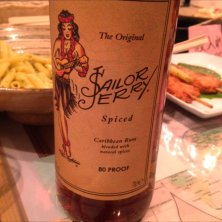 The Original
SAILOR
JERRY
Spiced
Caribbean Rum
blended with
natural spices
80 PROOF